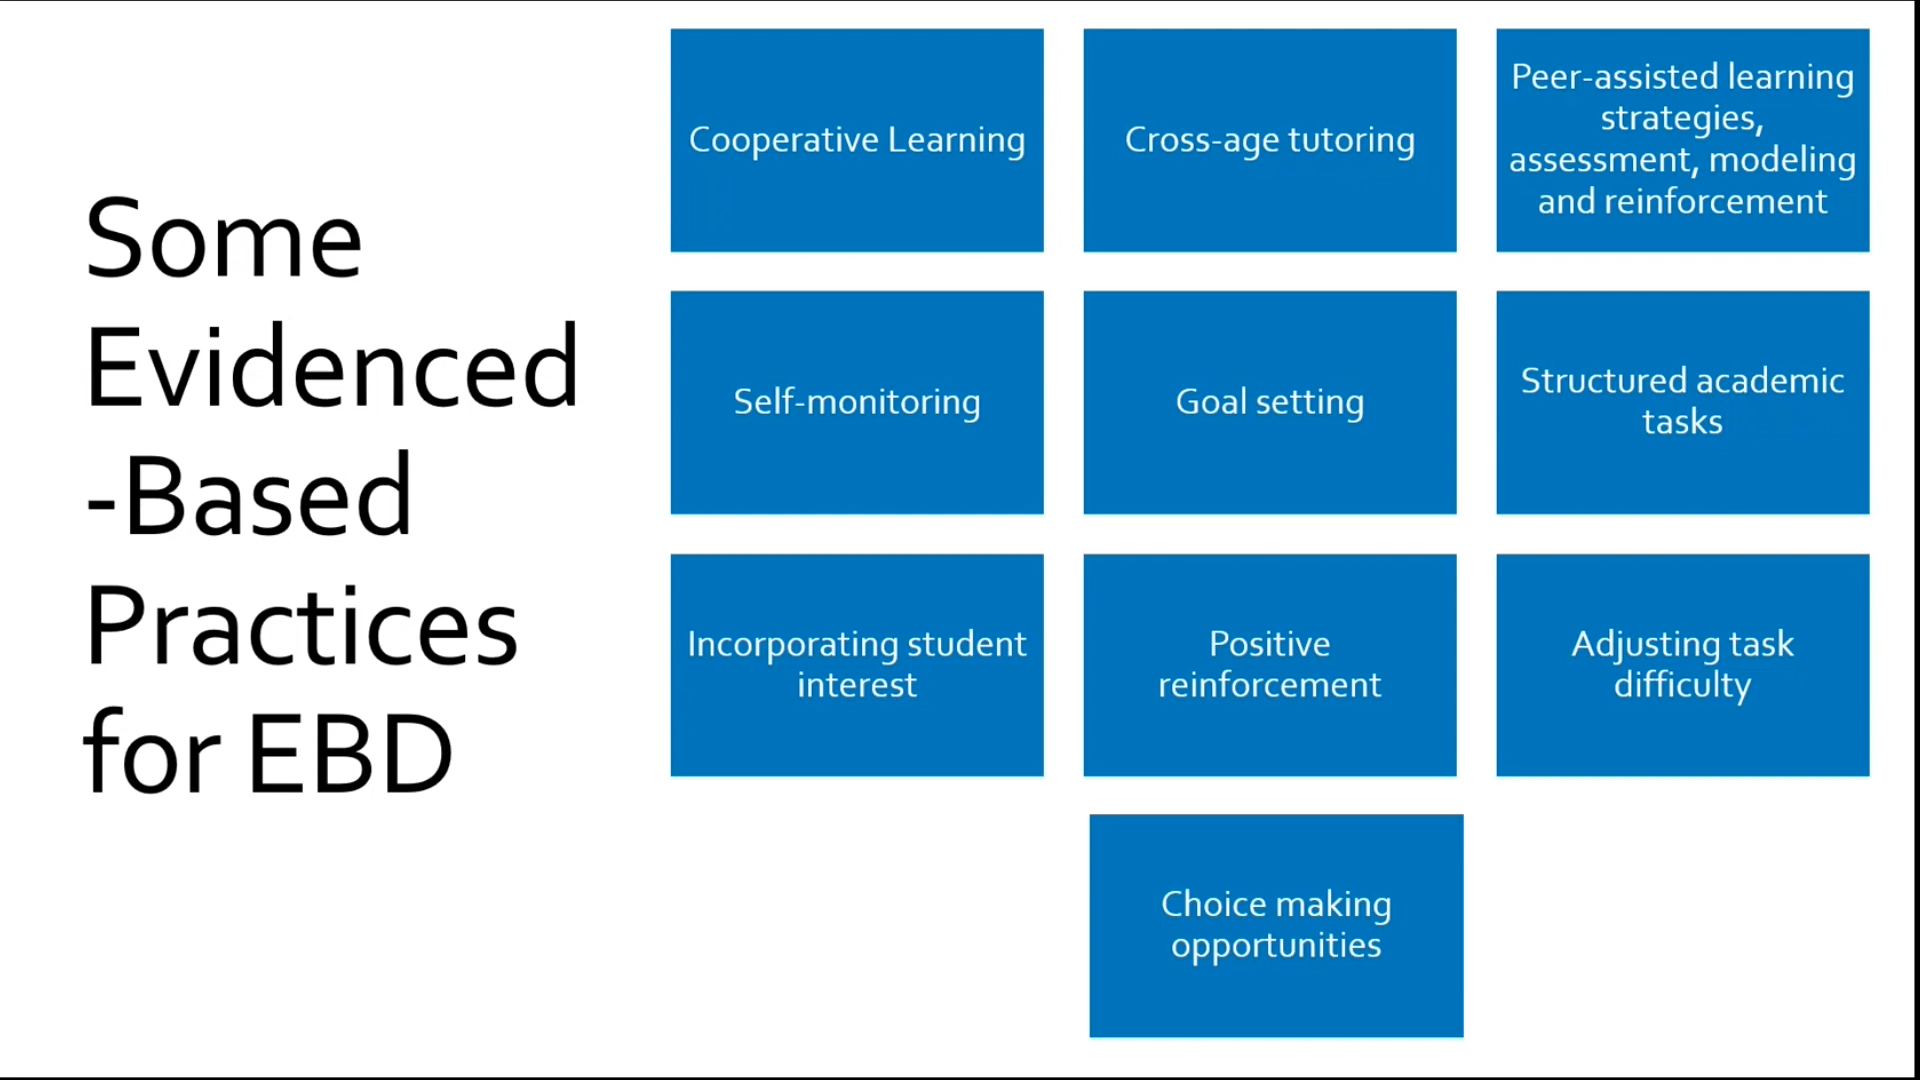 Some
Evidenced
-Based
Practices
for EBD
Cooperative Learning
Cross-age tutoring
Peer-assisted learning
strategies,
assessment, modeling
and reinforcement
Self-monitoring
Goal setting
Structured academic
tasks
Incorporating student
interest
Positive
reinforcement
Adjusting task
difficulty
Choice making
opportunities